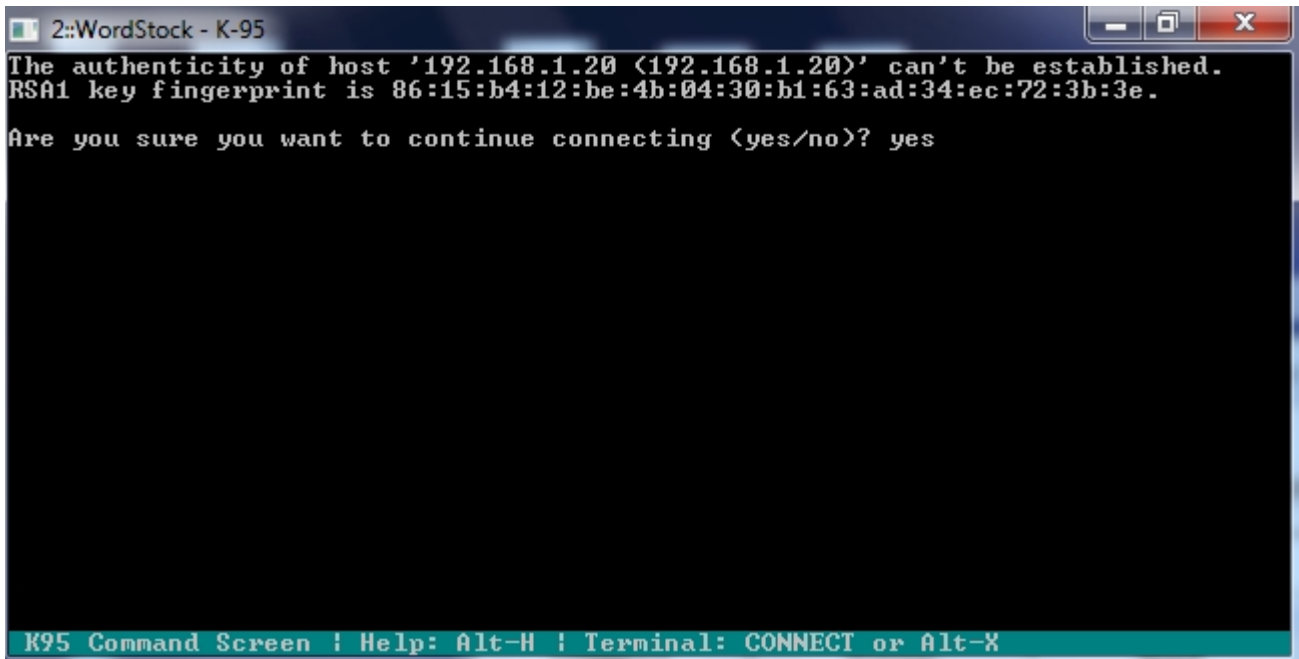 2::WordStock - K-95
The authenticity of host '192.168.1.20 (192.168.1.20)' can't be established.
RSA1 key fingerprint is 86:15:b4:12:be:4b:04:30:b1:63:ad:34:ec:72:3b:3e.
Are you sure you want to continue connecting (yes/no)? yes
K95 Command Screen ¦ Help: Alt-H ¦ Terminal: CONNECT or Alt-X